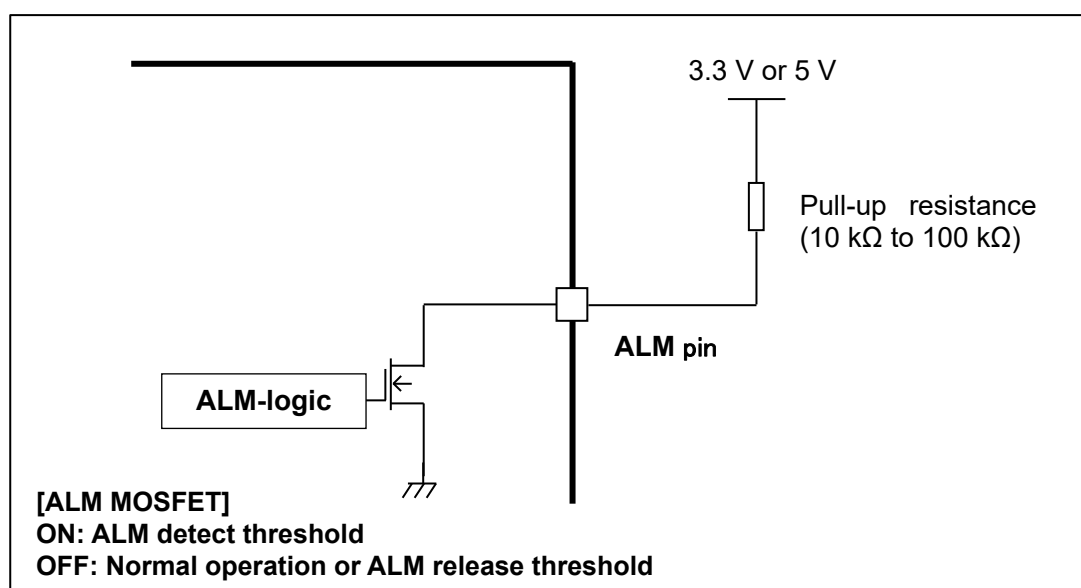 3.3 V or 5 V
Pull-up resistance
(10 kΩ to 100 kΩ)
ALM pin
ALM-logic
[ALM MOSFET]
ON: ALM detect threshold
OFF: Normal operation or ALM release threshold